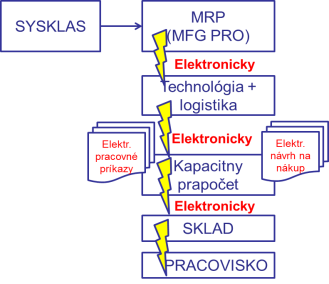 SYSKLAS
MRP
(MFG PRO)
Elektronicky
Technológia +
logistika
Elektronicky
Elektr.
pracovné
príkazy
Elektr.
návrh na
nákup
Kapacitny
prapočet
Elektronicky
SKLAD
PRACOVISKO